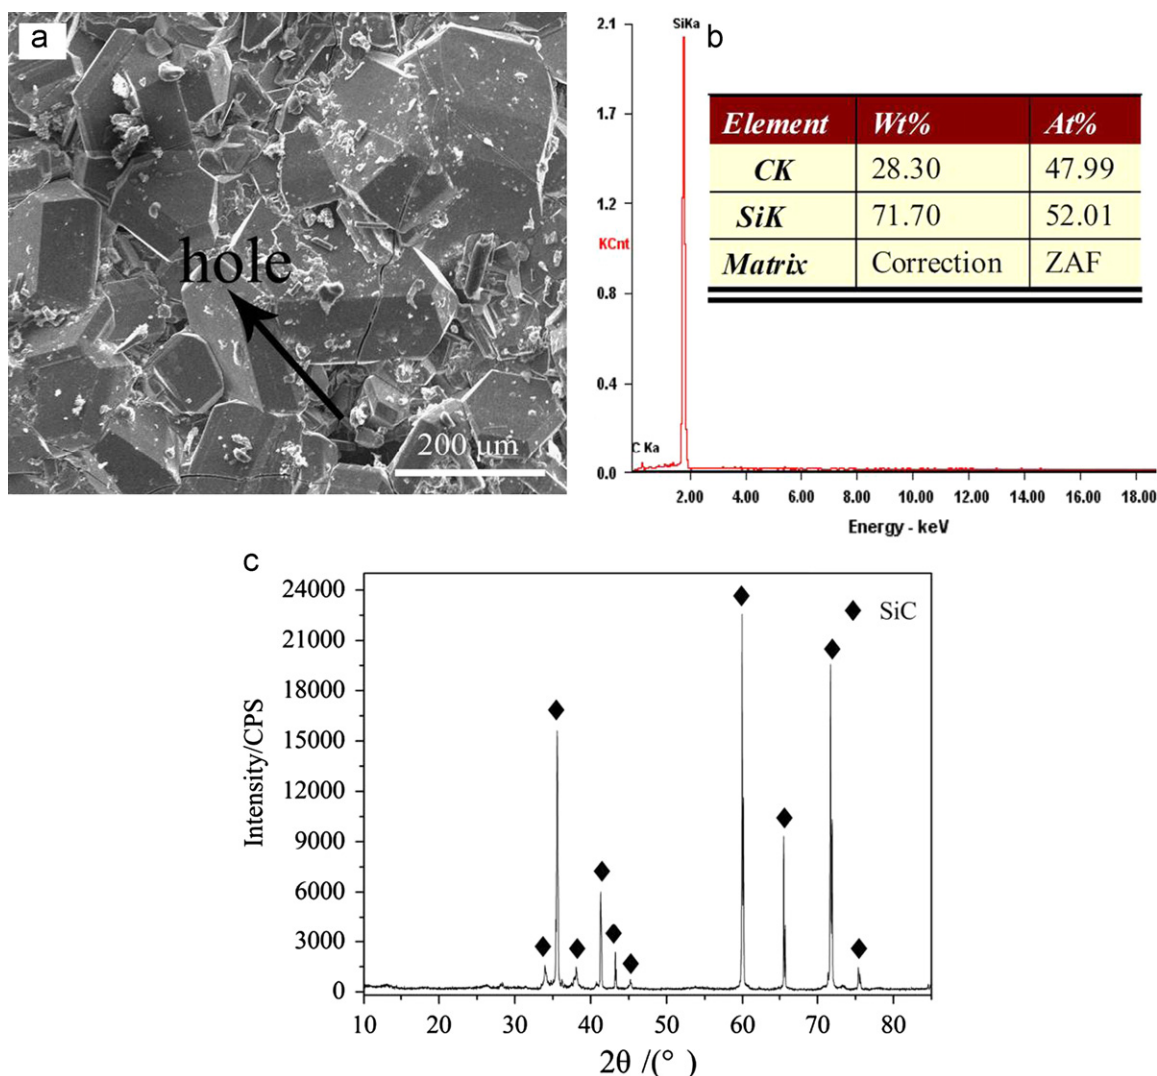 a
hole
200 μm
b
SiKa
2.1
1.7
1.2
KCnt
0.8
0.4
0.0
C Ka
2.00 4.00 6.00 8.00 10.00 12.00 14.00 16.00 18.00
Energy - keV
Element Wt% At%
CK 28.30 47.99
SiK 71.70 52.01
Matrix Correction ZAF
c
24000
21000
18000
15000
12000
9000
6000
3000
0
Intensity/CPS
SiC
10 20 30 40 50 60 70 80
2θ /(°)